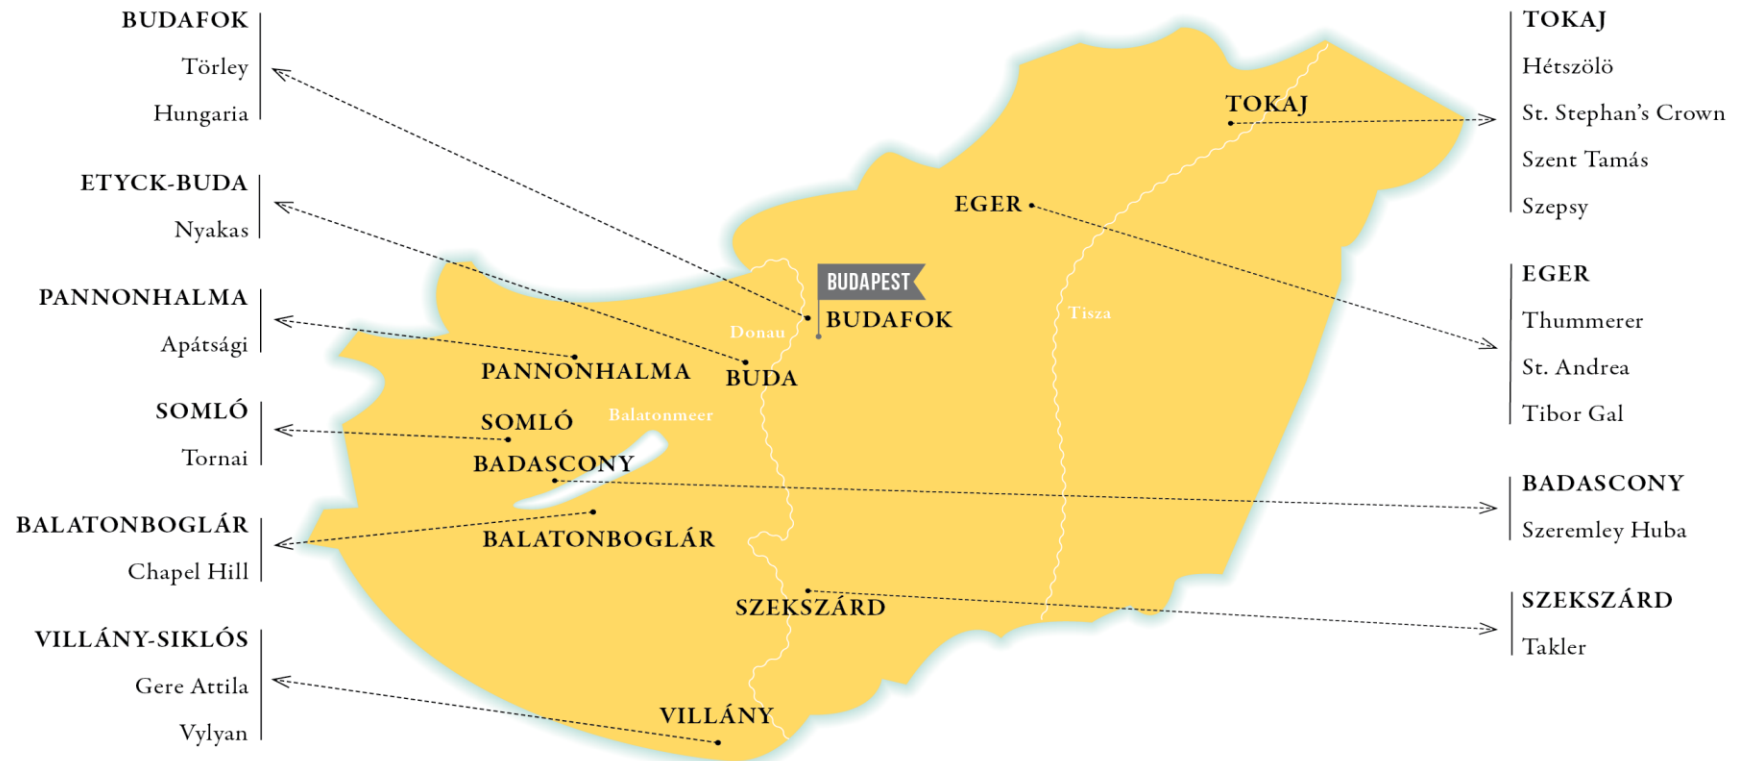 BUDAFOK
Törley
Hungaria
ETYCK-BUDA
Nyakas
PANNONHALMA
Apátsági
SOMLÓ
Tornai
BALATONBOGLÁR
Chapel Hill
VILLÁNY-SIKLÓS
Gere Attila
Vylyan
TOKAJ
EGER
BUDAPEST
BUDAFOK
Donau
Tisza
PANNONHALMA
BUDA
SOMLÓ
Balatonmeer
BADASCONY
BALATONBOGLÁR
SZEKSZÁRD
VILLÁNY
TOKAJ
Hétszölö
St. Stephan's Crown
Szent Tamás
Szepsy
EGER
Thummerer
St. Andrea
Tibor Gal
BADASCONY
Szeremley Huba
SZEKSZÁRD
Takler